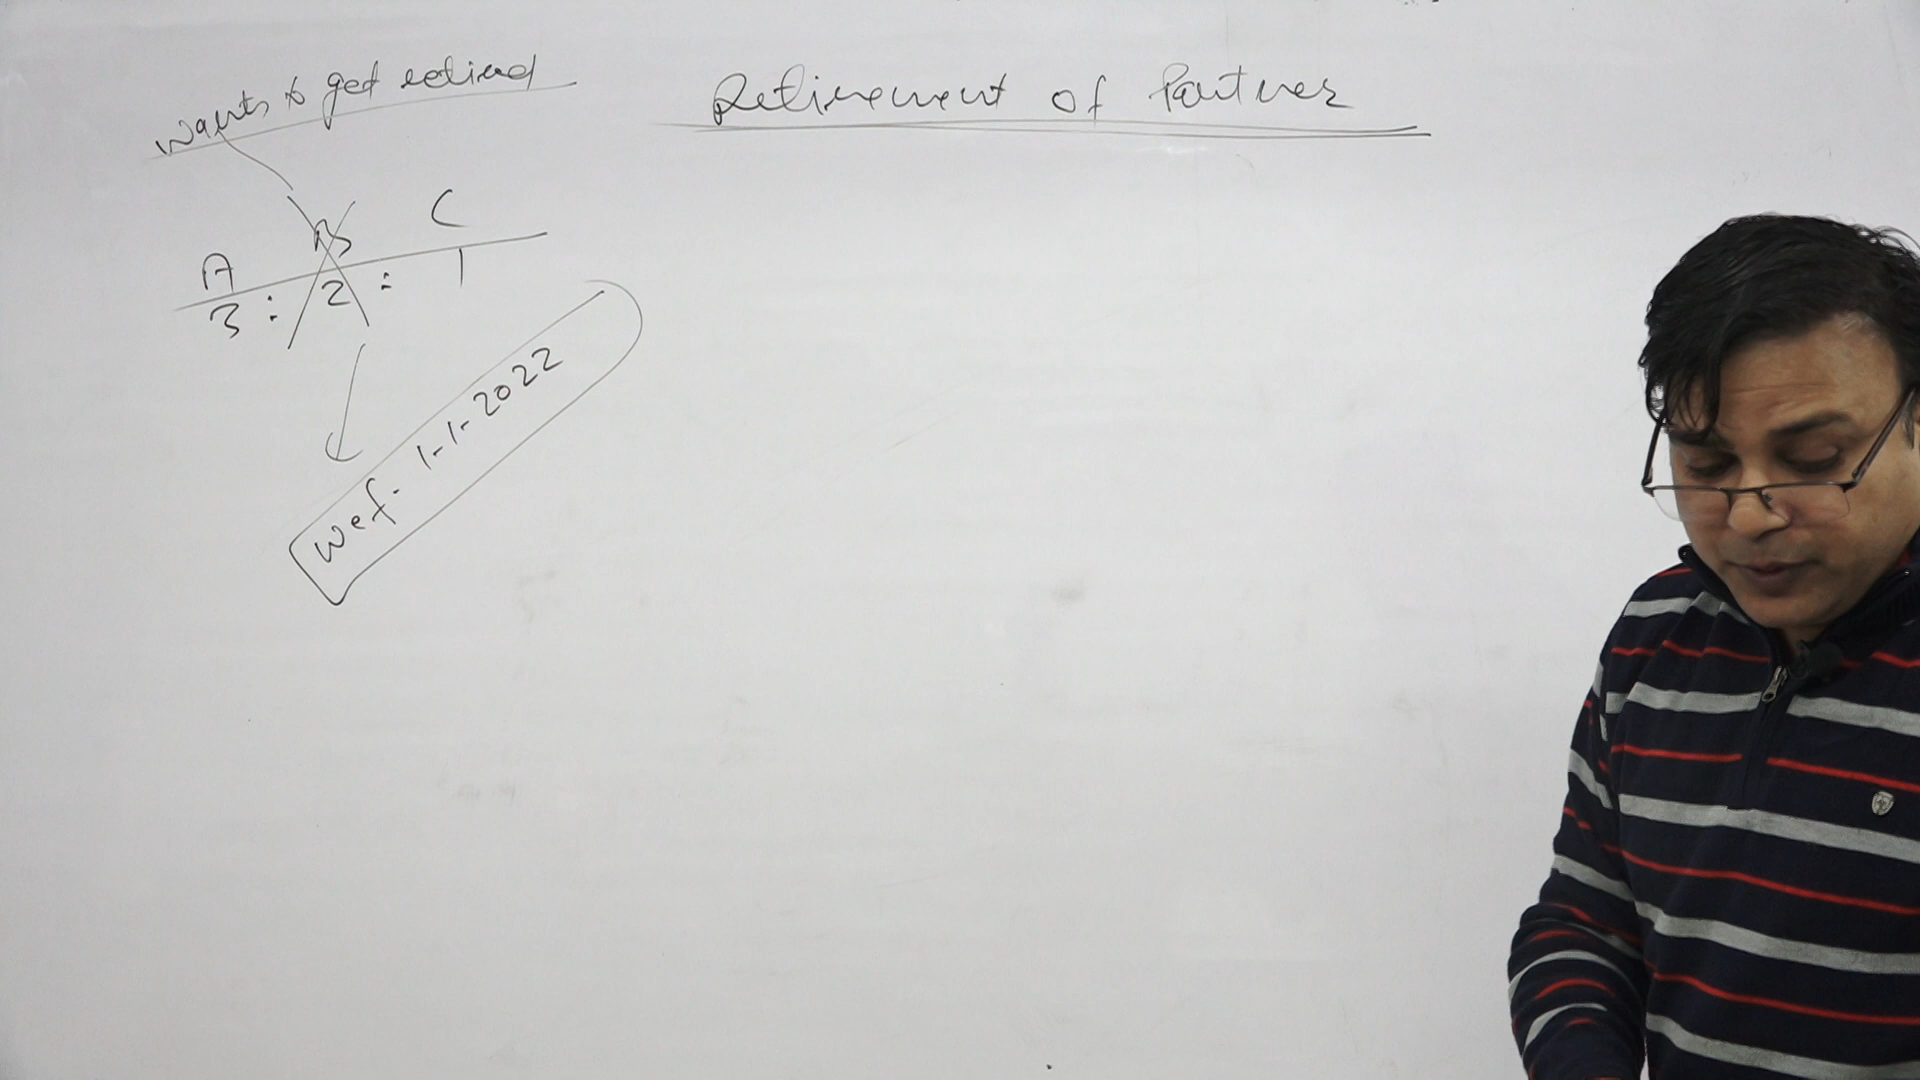 wants to get retired
Retirement of Partner
A B C
3 : 2 : 1
wef. 1-1-2022